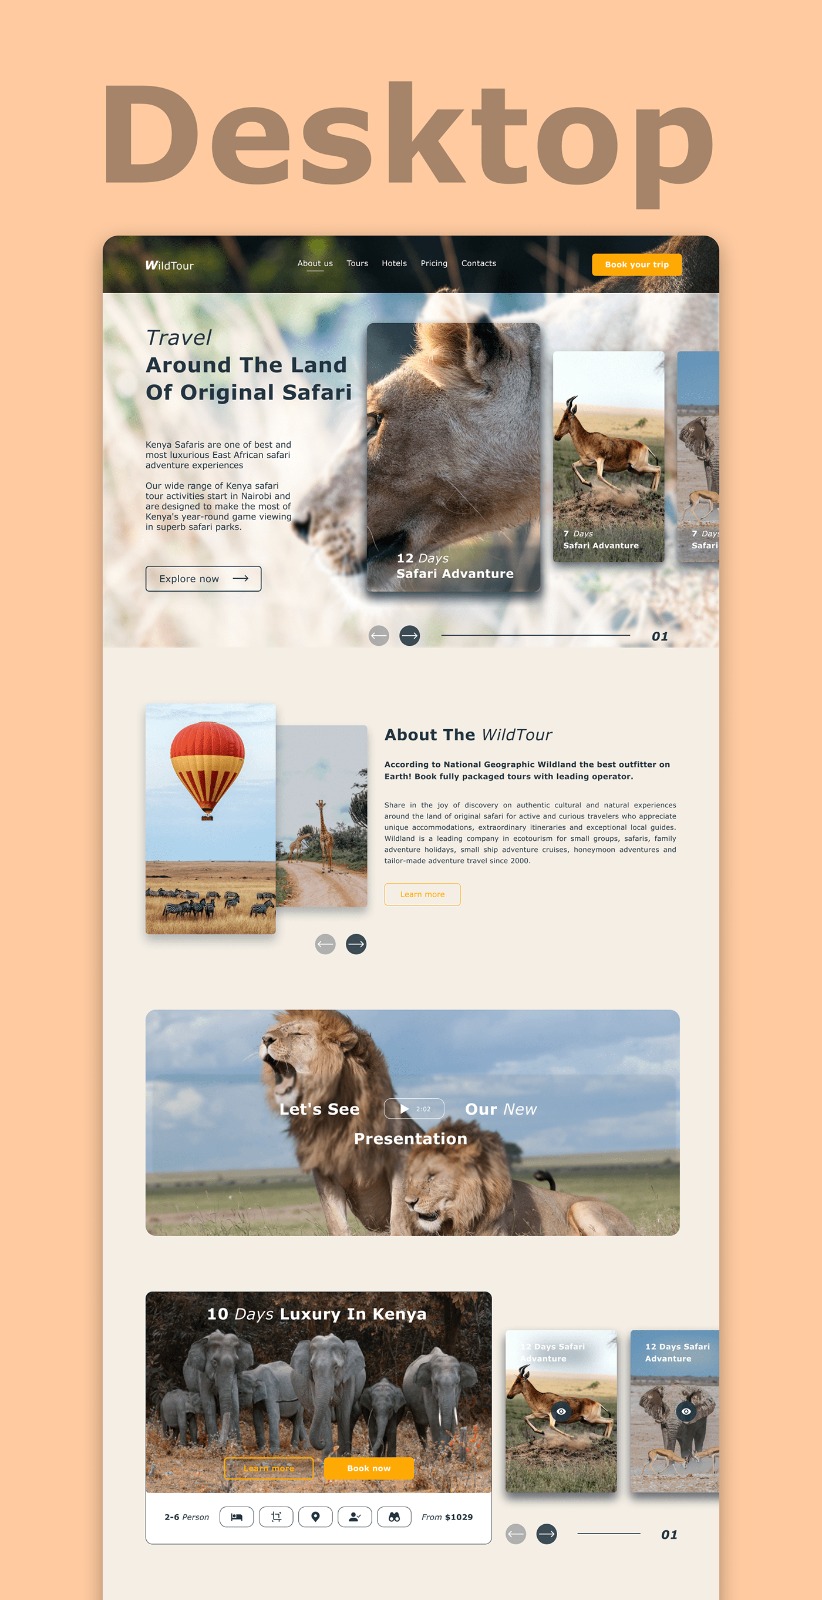 Desktop
WildTour
About us Tours Hotels Pricing Contacts
Book your trip
Travel
Around The Land
Of Original Safari
Kenya Safaris are one of best and
most luxurious East African safari
adventure experiences
Our wide range of Kenya safari
tour activities start in Nairobi and
are designed to make the most of
Kenya's year-round game viewing
in superb safari parks.
Explore now
12 Days
Safari Advanture
7 Days
Safari Advanture
7 Days
Safari
01
About The WildTour
According to National Geographic Wildland the best outfitter on
Earth! Book fully packaged tours with leading operator.
Share in the joy of discovery on authentic cultural and natural experiences
around the land of original safari for active and curious travelers who appreciate
unique accommodations, extraordinary itineraries and exceptional local guides.
Wildland is a leading company in ecotourism for small groups, safaris, family
adventure holidays, small ship adventure cruises, honeymoon adventures and
tailor-made adventure travel since 2000.
Learn more
Let's See 2:02 Our New
Presentation
10 Days Luxury In Kenya
Learn more
Book now
2-6 Person
From $1029
12 Days Safari
Advanture
12 Days Safari
Advanture
01